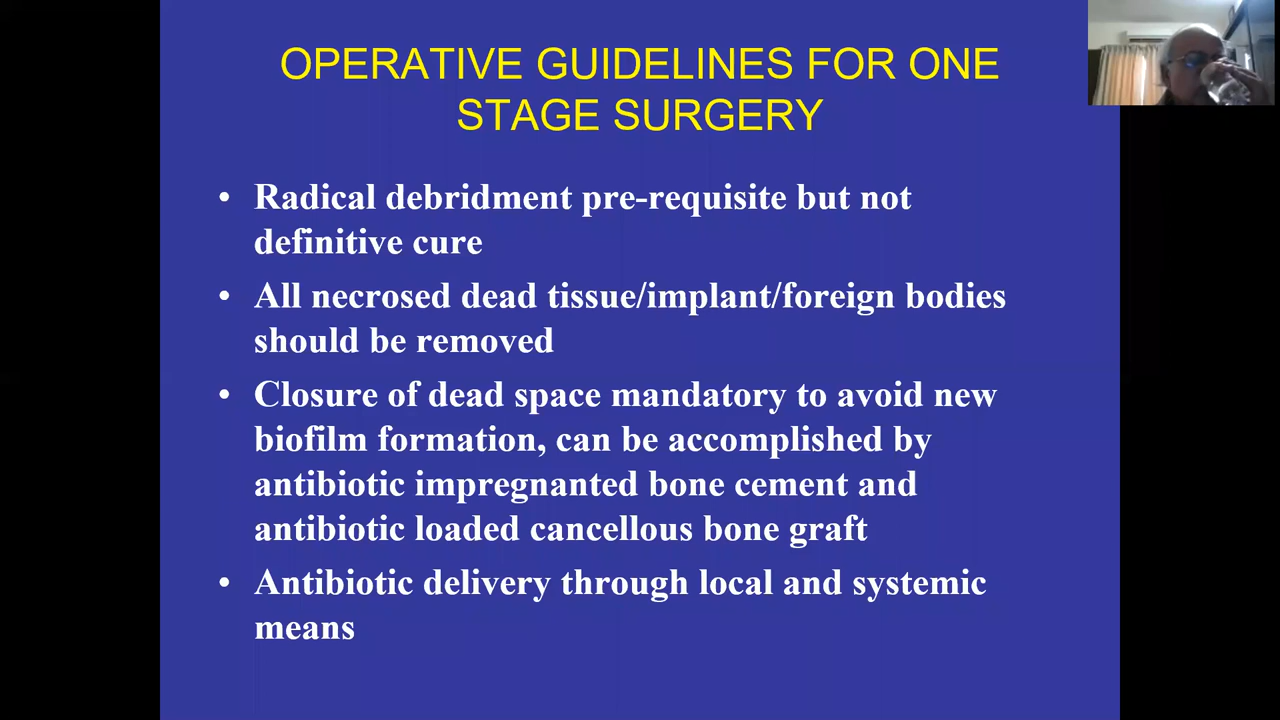 OPERATIVE GUIDELINES FOR ONE
STAGE SURGERY
• Radical debridment pre-requisite but not
definitive cure
• All necrosed dead tissue/implant/foreign bodies
should be removed
• Closure of dead space mandatory to avoid new
biofilm formation, can be accomplished by
antibiotic impregnanted bone cement and
antibiotic loaded cancellous bone graft
• Antibiotic delivery through local and systemic
means